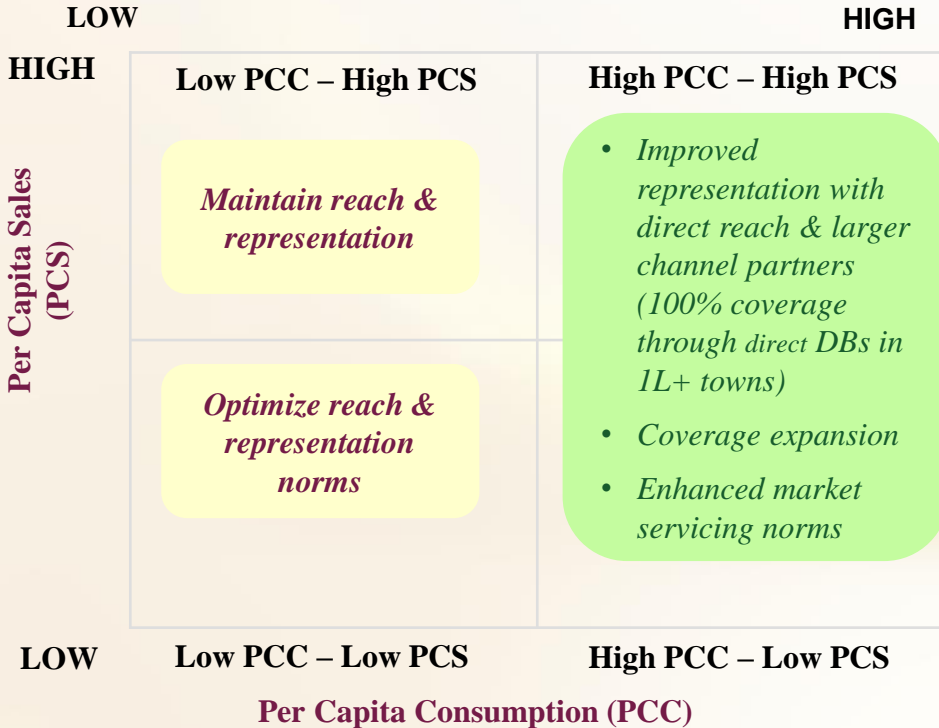 LOW
HIGH
HIGH
Low PCC – High PCS
High PCC – High PCS
Per Capita Sales
(PCS)
Maintain reach &
representation
• Improved
representation with
direct reach & larger
channel partners
(100% coverage
through direct DBs in
1L+ towns)
• Coverage expansion
• Enhanced market
servicing norms
Optimize reach &
representation
norms
LOW
Low PCC – Low PCS
High PCC – Low PCS
Per Capita Consumption (PCC)